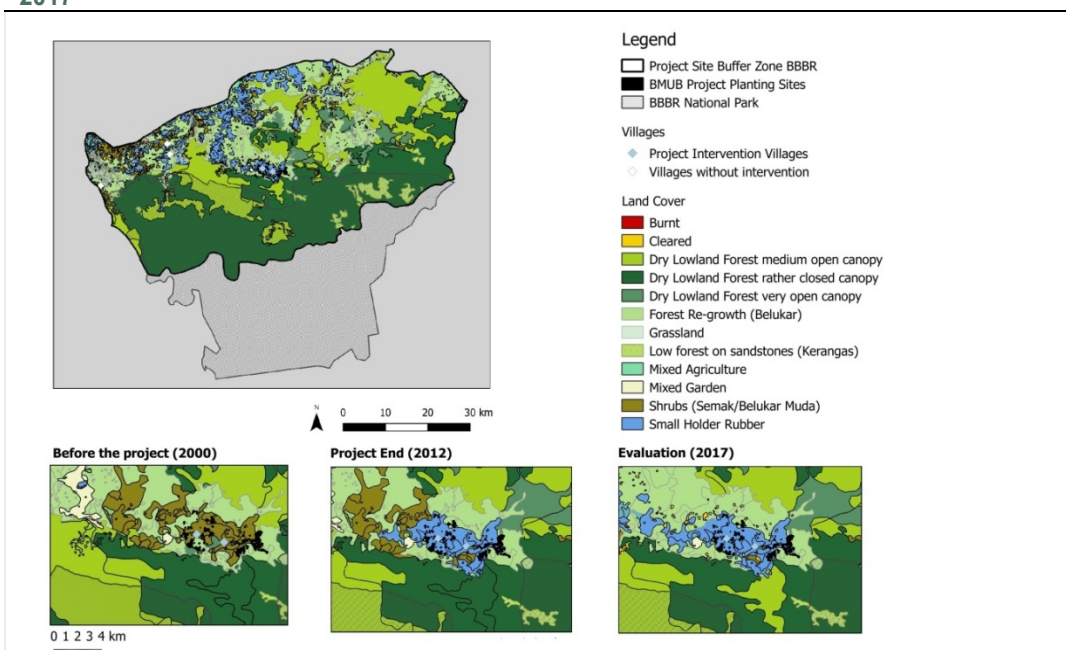 2017
Legend
Project Site Buffer Zone BBBR
BMUB Project Planting Sites
BBBR National Park
Villages
Project Intervention Villages
Villages without intervention
Land Cover
Burnt
Cleared
Dry Lowland Forest medium open canopy
Dry Lowland Forest rather closed canopy
Dry Lowland Forest very open canopy
Forest Re-growth (Belukar)
Grassland
Low forest on sandstones (Kerangas)
Mixed Agriculture
Mixed Garden
Shrubs (Semak/Belukar Muda)
Small Holder Rubber
N
0 10 20 30 km
Before the project (2000)
Project End (2012)
Evaluation (2017)
0 1 2 3 4 km